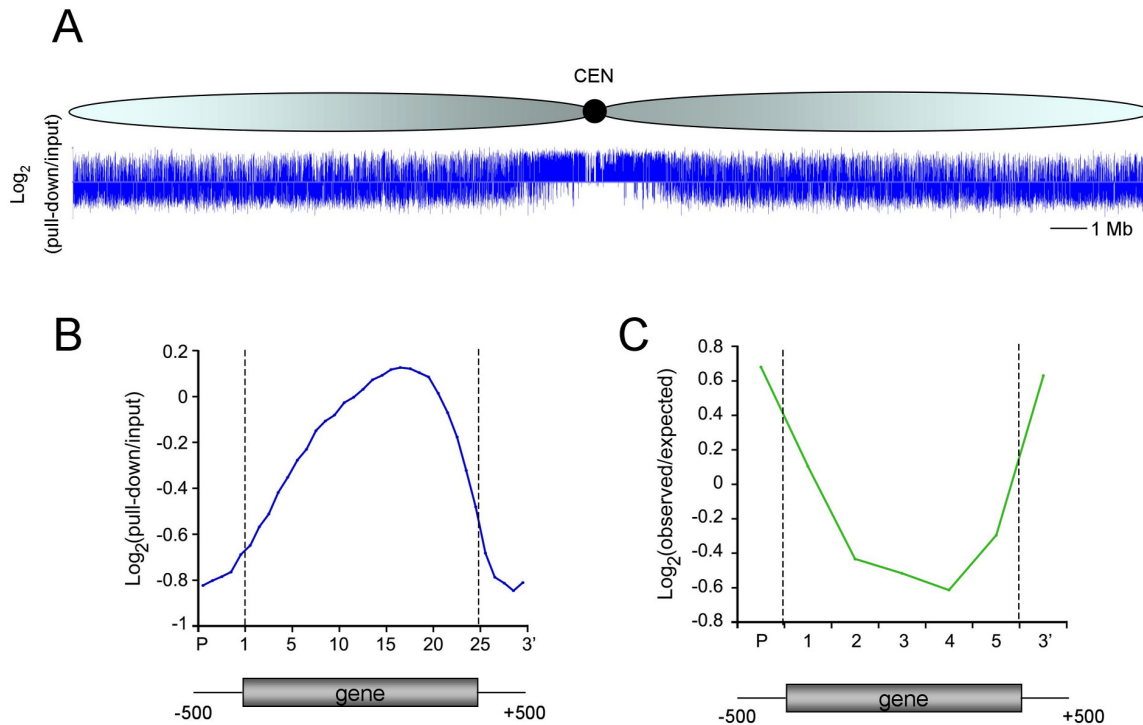 A
CEN
Log2
(pull-down/input)
1 Mb
B
Log2(pull-down/input)
0.2
0
-0.2
-0.4
-0.6
-0.8
-1
P 1 5 10 15 20 25 3’
gene
-500 +500
C
Log2(observed/expected)
0.8
0.6
0.4
0.2
0
-0.2
-0.4
-0.6
-0.8
P 1 2 3 4 5 3’
gene
-500 +500